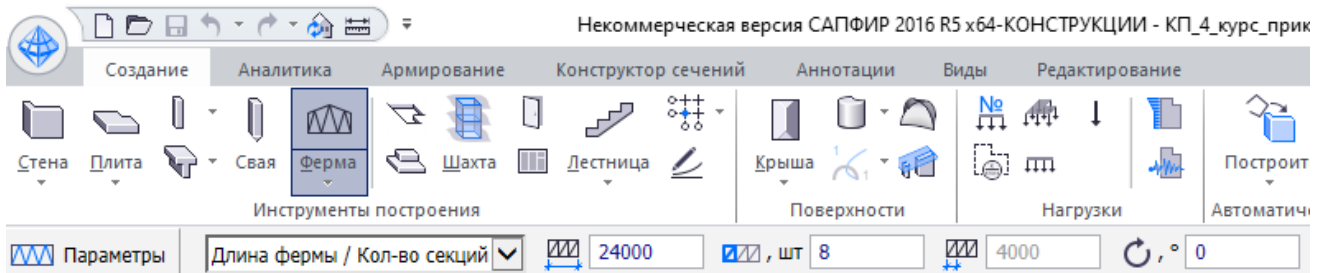 Некоммерческая версия САПФИР 2016 R5 x64-КОНСТРУКЦИИ - КП_4_курс_прик
Создание Аналитика Армирование Конструктор сечений Аннотации Виды Редактирование
№
Стена Плита Свая Ферма Шахта Лестница Крыша Построит
Инструменты построения Поверхности Нагрузки Автоматич
Параметры Длина фермы / Кол-во секций 24000 , шт 8 4000 , ° 0